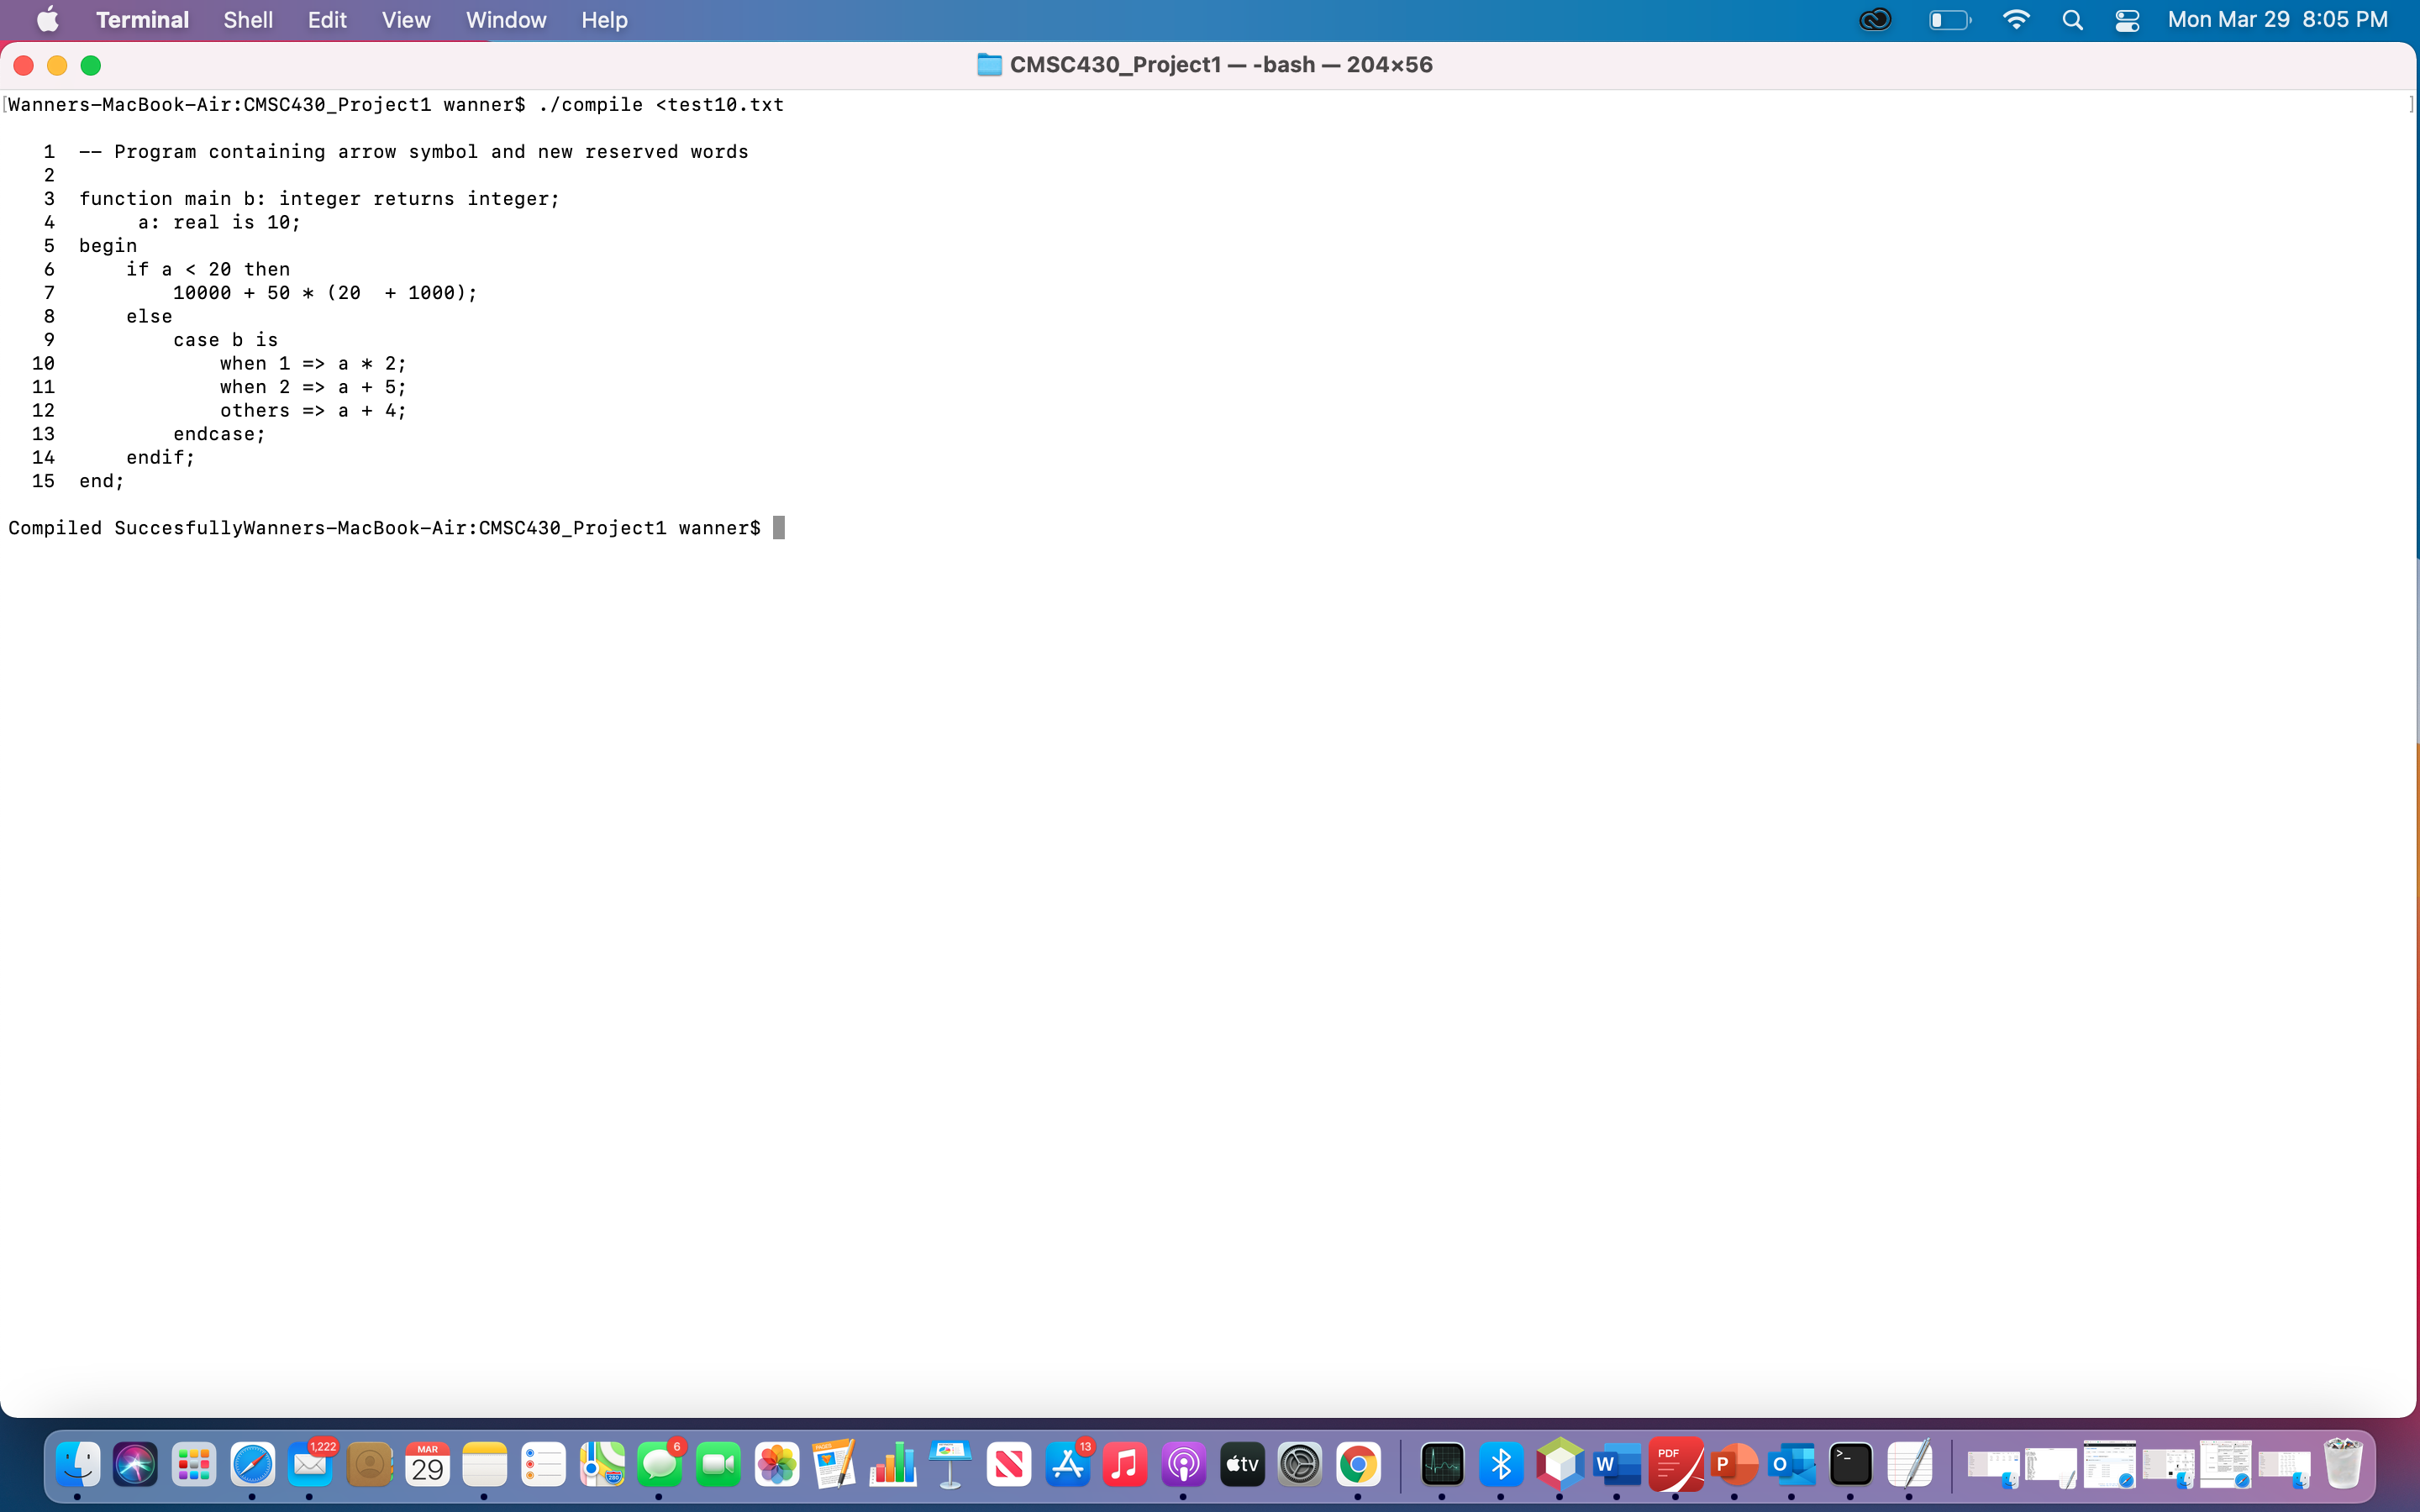 Terminal Shell Edit View Window Help Mon Mar 29 8:05 PM
CMSC430_Project1 — -bash — 204×56
[Wanners-MacBook-Air:CMSC430_Project1 wanner$ ./compile <test10.txt ]
1 -- Program containing arrow symbol and new reserved words
2
3 function main b: integer returns integer;
4 a: real is 10;
5 begin
6 if a < 20 then
7 10000 + 50 * (20  + 1000);
8 else
9 case b is
10 when 1 => a * 2;
11 when 2 => a + 5;
12 others => a + 4;
13 endcase;
14 endif;
15 end;
Compiled SuccesfullyWanners-MacBook-Air:CMSC430_Project1 wanner$
1,222 MAR 6 PAGES 13 PDF
29 280 tv W P O >_